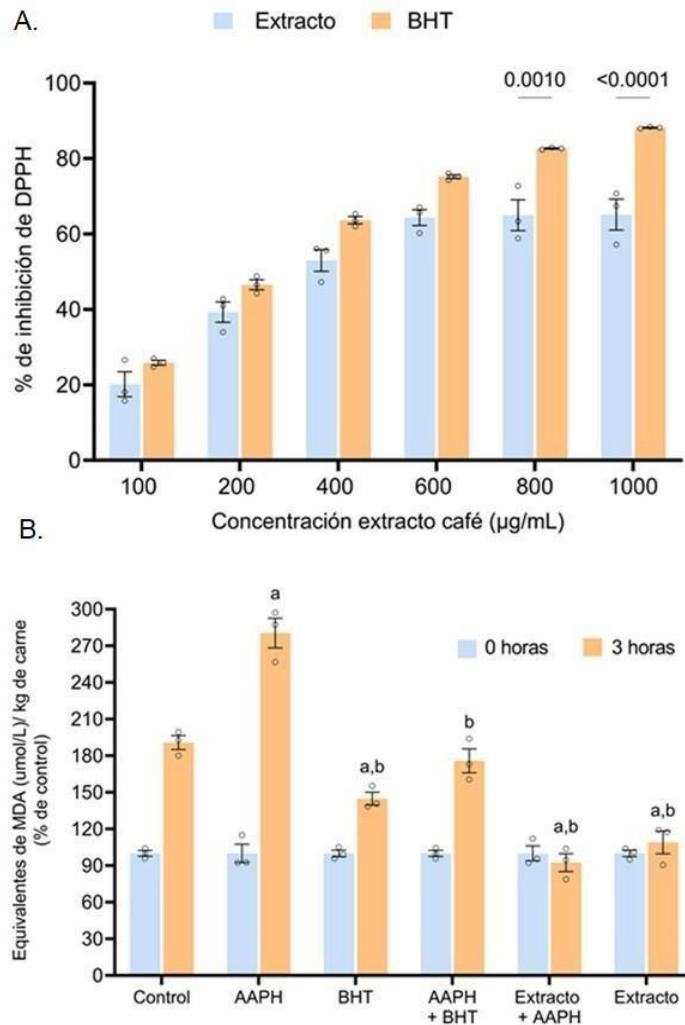 A.
Extracto BHT
0.0010 <0.0001
100
80
60
40
20
0
% de inhibición de DPPH
100 200 400 600 800 1000
Concentración extracto café (µg/mL)
B.
0 horas 3 horas
300
270
240
210
180
150
120
90
60
30
0
Equivalentes de MDA (umol/L)/ kg de carne
(% de control)
a
a,b
b
a,b
a,b
Control AAPH BHT AAPH Extracto Extracto
+ BHT + AAPH